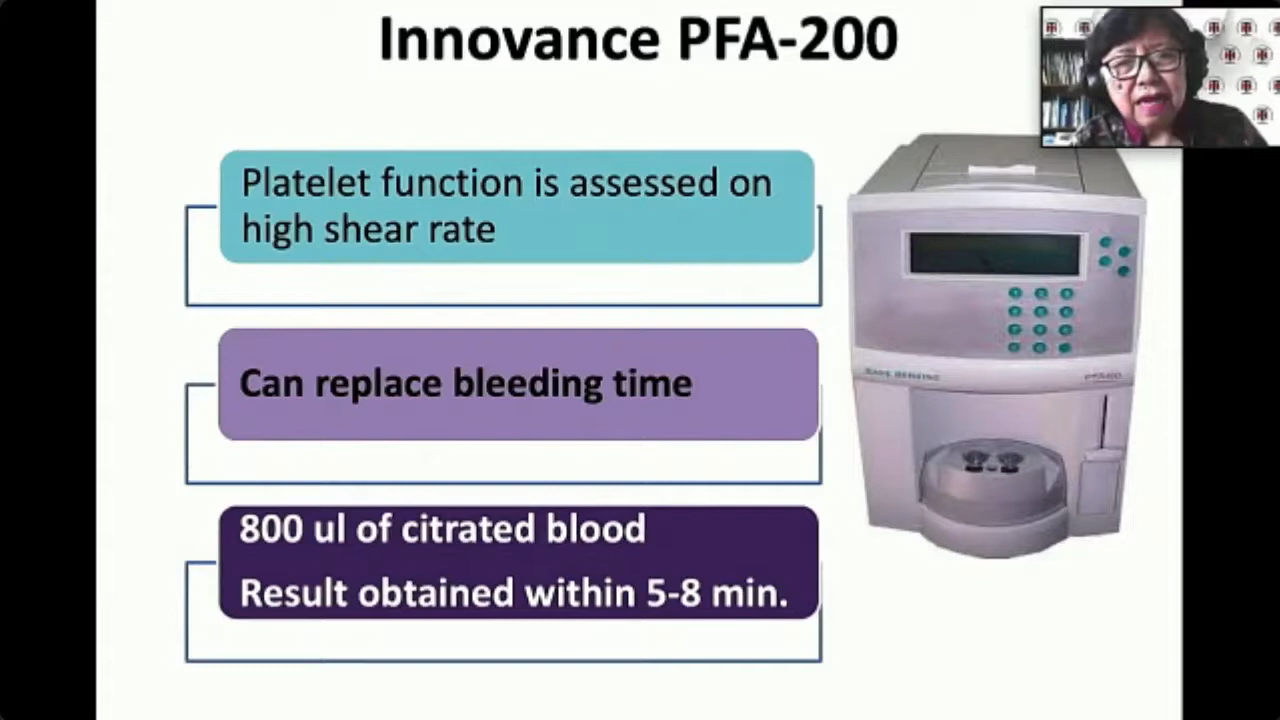 Innovance PFA-200
Platelet function is assessed on
high shear rate
Can replace bleeding time
800 ul of citrated blood
Result obtained within 5-8 min.